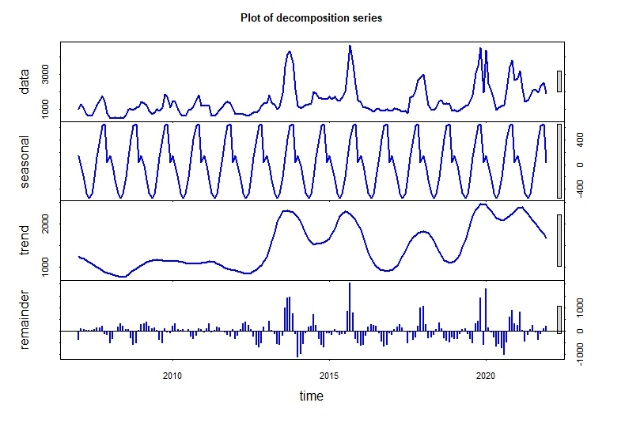 Plot of decomposition series
data
1000 3000
seasonal
-400 0 400
trend
1000 2000
remainder
-1000 0 1000
2010 2015 2020
time